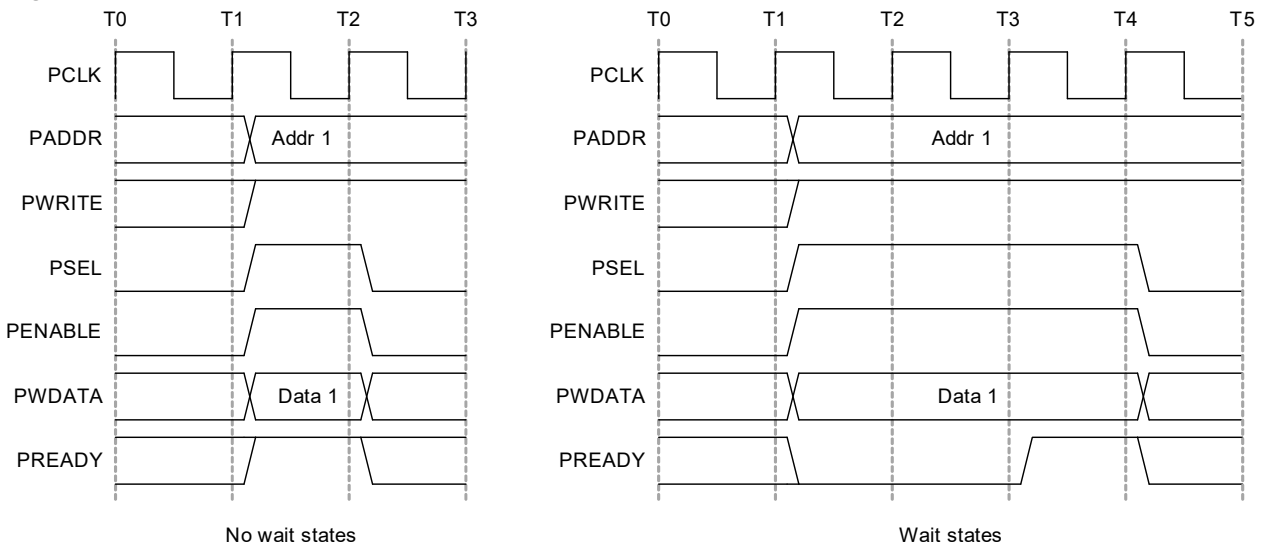 T0 T1 T2 T3 T0 T1 T2 T3 T4 T5
PCLK PCLK
PADDR Addr 1 PADDR Addr 1
PWRITE PWRITE
PSEL PSEL
PENABLE PENABLE
PWDATA Data 1 PWDATA Data 1
PREADY PREADY
No wait states Wait states